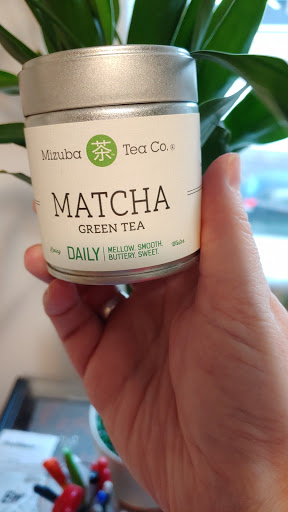 Mizuba 茶 Tea Co.®
MATCHA
GREEN TEA
DAILY
MELLOW. SMOOTH.
BUTTERY. SWEET.